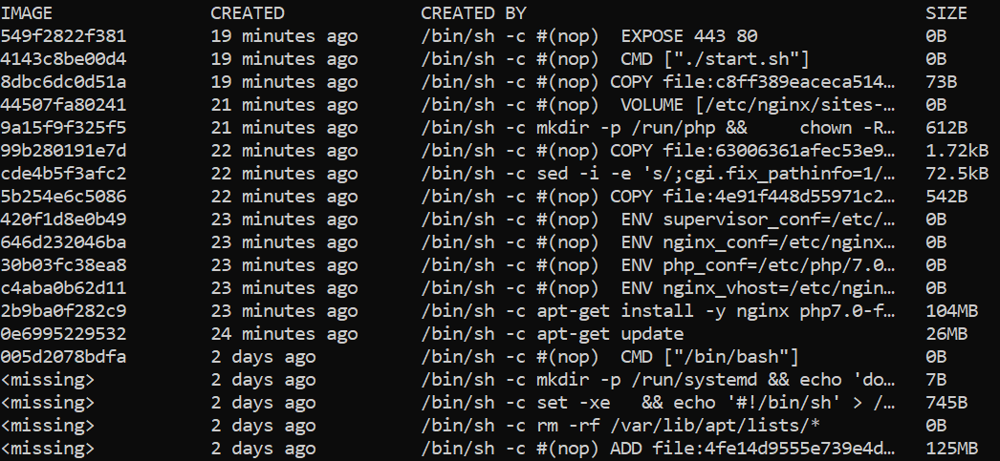 IMAGE CREATED CREATED BY SIZE
549f2822f381 19 minutes ago /bin/sh -c #(nop) EXPOSE 443 80 0B
4143c8be00d4 19 minutes ago /bin/sh -c #(nop) CMD ["./start.sh"] 0B
8dbc6dc0d51a 19 minutes ago /bin/sh -c #(nop) COPY file:c8ff389eaceca514… 73B
44507fa80241 21 minutes ago /bin/sh -c #(nop) VOLUME [/etc/nginx/sites-… 0B
9a15f9f325f5 21 minutes ago /bin/sh -c mkdir -p /run/php && chown -R… 612B
99b280191e7d 22 minutes ago /bin/sh -c #(nop) COPY file:63006361afec53e9… 1.72kB
cde4b5f3afc2 22 minutes ago /bin/sh -c sed -i -e 's/;cgi.fix_pathinfo=1/… 72.5kB
5b254e6c5086 22 minutes ago /bin/sh -c #(nop) COPY file:4e91f448d55971c2… 542B
420f1d8e0b49 23 minutes ago /bin/sh -c #(nop) ENV supervisor_conf=/etc/… 0B
646d232046ba 23 minutes ago /bin/sh -c #(nop) ENV nginx_conf=/etc/nginx… 0B
30b03fc38ea8 23 minutes ago /bin/sh -c #(nop) ENV php_conf=/etc/php/7.0… 0B
c4aba0b62d11 23 minutes ago /bin/sh -c #(nop) ENV nginx_vhost=/etc/ngin… 0B
2b9ba0f282c9 23 minutes ago /bin/sh -c apt-get install -y nginx php7.0-f… 104MB
0e6995229532 24 minutes ago /bin/sh -c apt-get update 26MB
005d2078bdfa 2 days ago /bin/sh -c #(nop) CMD ["/bin/bash"] 0B
<missing> 2 days ago /bin/sh -c mkdir -p /run/systemd && echo 'do… 7B
<missing> 2 days ago /bin/sh -c set -xe && echo '#!/bin/sh' > /… 745B
<missing> 2 days ago /bin/sh -c rm -rf /var/lib/apt/lists/* 0B
<missing> 2 days ago /bin/sh -c #(nop) ADD file:4fe14d9555e739e4d… 125MB